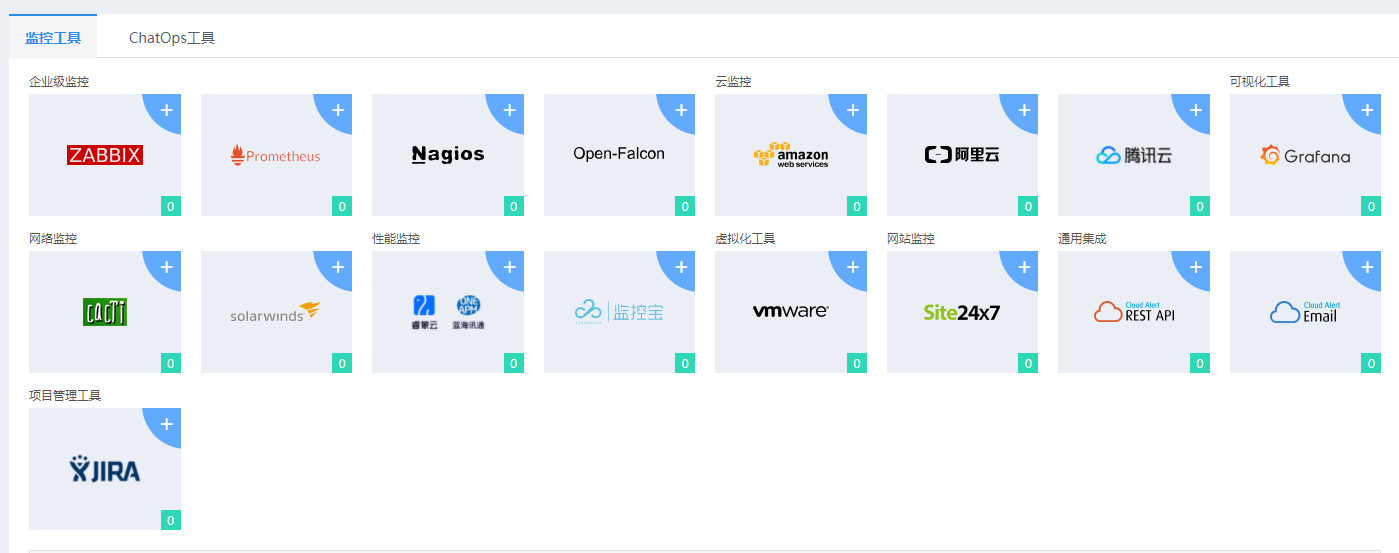 监控工具 ChatOps工具
企业级监控 云监控 可视化工具
ZABBIX Prometheus Nagios Open-Falcon amazon web services 阿里云 腾讯云 Grafana
0 0 0 0 0 0 0 0
网络监控 性能监控 虚拟化工具 网站监控 通用集成
cacti solarwinds 睿象云 ONE APM 蓝海讯通 监控宝 vmware Site24x7 Cloud Alert REST API Cloud Alert Email
0 0 0 0 0 0 0 0
项目管理工具
JIRA
0